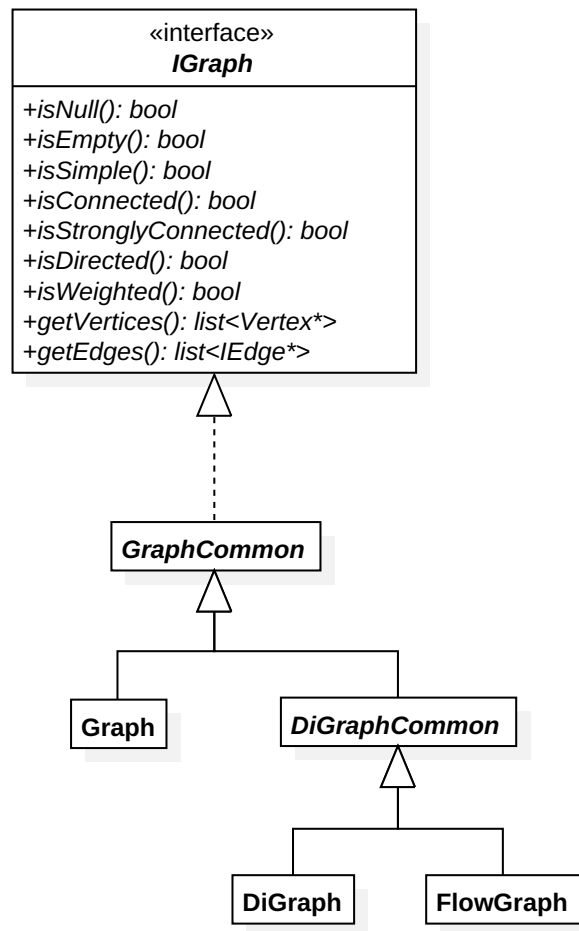 «interface»
IGraph
+isNull(): bool
+isEmpty(): bool
+isSimple(): bool
+isConnected(): bool
+isStronglyConnected(): bool
+isDirected(): bool
+isWeighted(): bool
+getVertices(): list<Vertex*>
+getEdges(): list<IEdge*>
GraphCommon
Graph
DiGraphCommon
DiGraph
FlowGraph